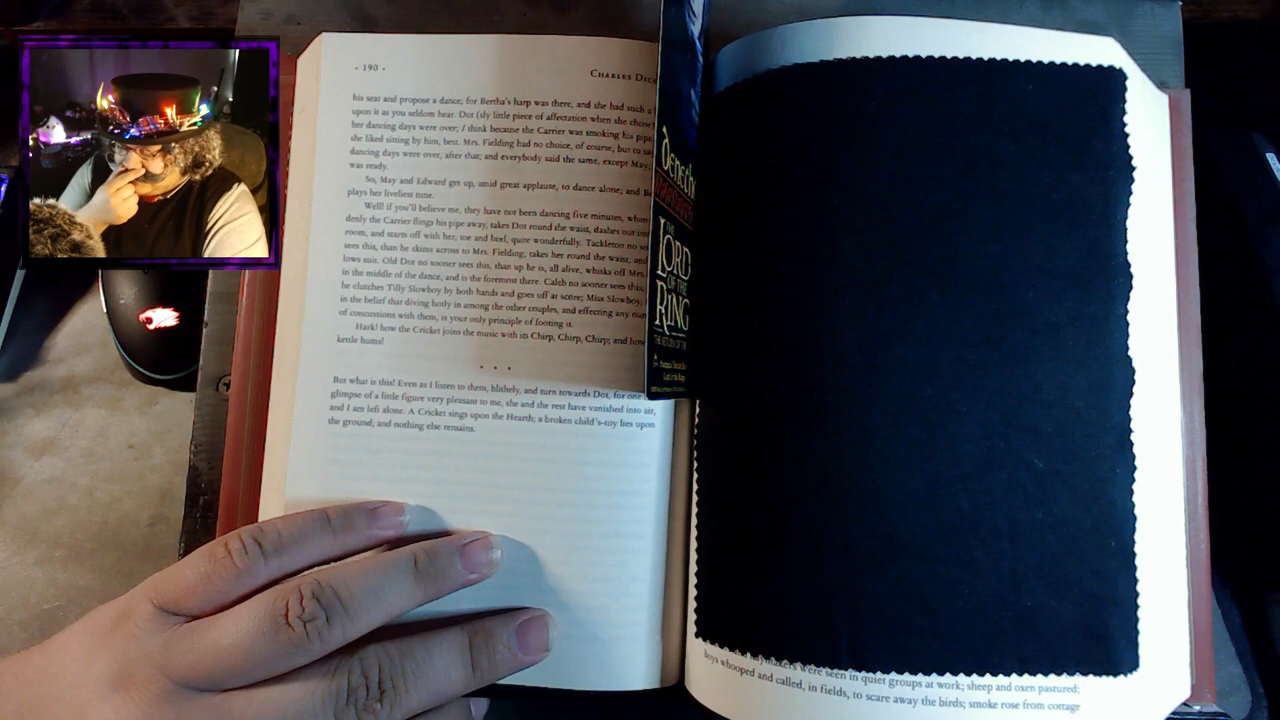 • 190 •
CHARLES DICK
his seat and propose a dance; for Bertha's harp was there, and she had such a
upon it as you seldom hear. Dot (sly little piece of affectation when she chose
her dancing days were over; I think because the Carrier was smoking his pipe
she liked sitting by him, best. Mrs. Fielding had no choice, of course, but to
dancing days were over, after that; and everybody said the same, except May;
was ready.
So, May and Edward get up, amid great applause, to dance alone; and
plays her liveliest tune.
Well! if you'll believe me, they have not been dancing five minutes, when
denly the Carrier flings his pipe away, takes Dot round the waist, dashes out
room, and starts off with her, toe and heel, quite wonderfully. Tackleton no
sees this, than he skims across to Mrs. Fielding, takes her round the waist, and
lows suit. Old Dot no sooner sees this, than up he is, all alive, whisks off Mrs.
in the middle of the dance, and is the foremost there. Caleb no sooner sees this,
he clutches Tilly Slowboy by both hands and goes off at score; Miss Slowboy,
in the belief that diving hotly in among the other couples, and effecting any
of concussions with them, is your only principle of footing it.
Hark! how the Cricket joins the music with its Chirp, Chirp, Chirp; and how
kettle hums!
• • •
But what is this! Even as I listen to them, blithely, and turn towards Dot, for one
glimpse of a little figure very pleasant to me, she and the rest have vanished into air,
and I am left alone. A Cricket sings upon the Hearth; a broken child's-toy lies upon
the ground; and nothing else remains.
Deneth
THE
LORD
OF THE
RING
THE RETURN OF THE
were seen in quiet groups at work; sheep and oxen pastured;
boys whooped and called, in fields, to scare away the birds; smoke rose from cottage